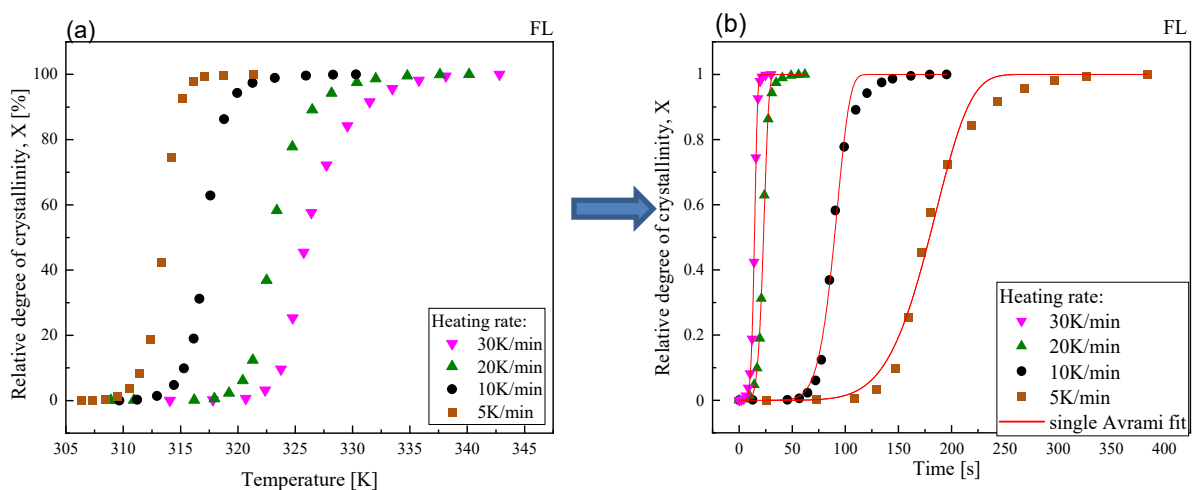 (a)
FL
Relative degree of crystallinity, X [%]
100
80
60
40
20
0
305
310
315
320
325
330
335
340
345
Temperature [K]
Heating rate:
30K/min
20K/min
10K/min
5K/min
(b)
FL
Relative degree of crystallinity, X
1
0.8
0.6
0.4
0.2
0
0
50
100
150
200
250
300
350
400
Time [s]
Heating rate:
30K/min
20K/min
10K/min
5K/min
single Avrami fit